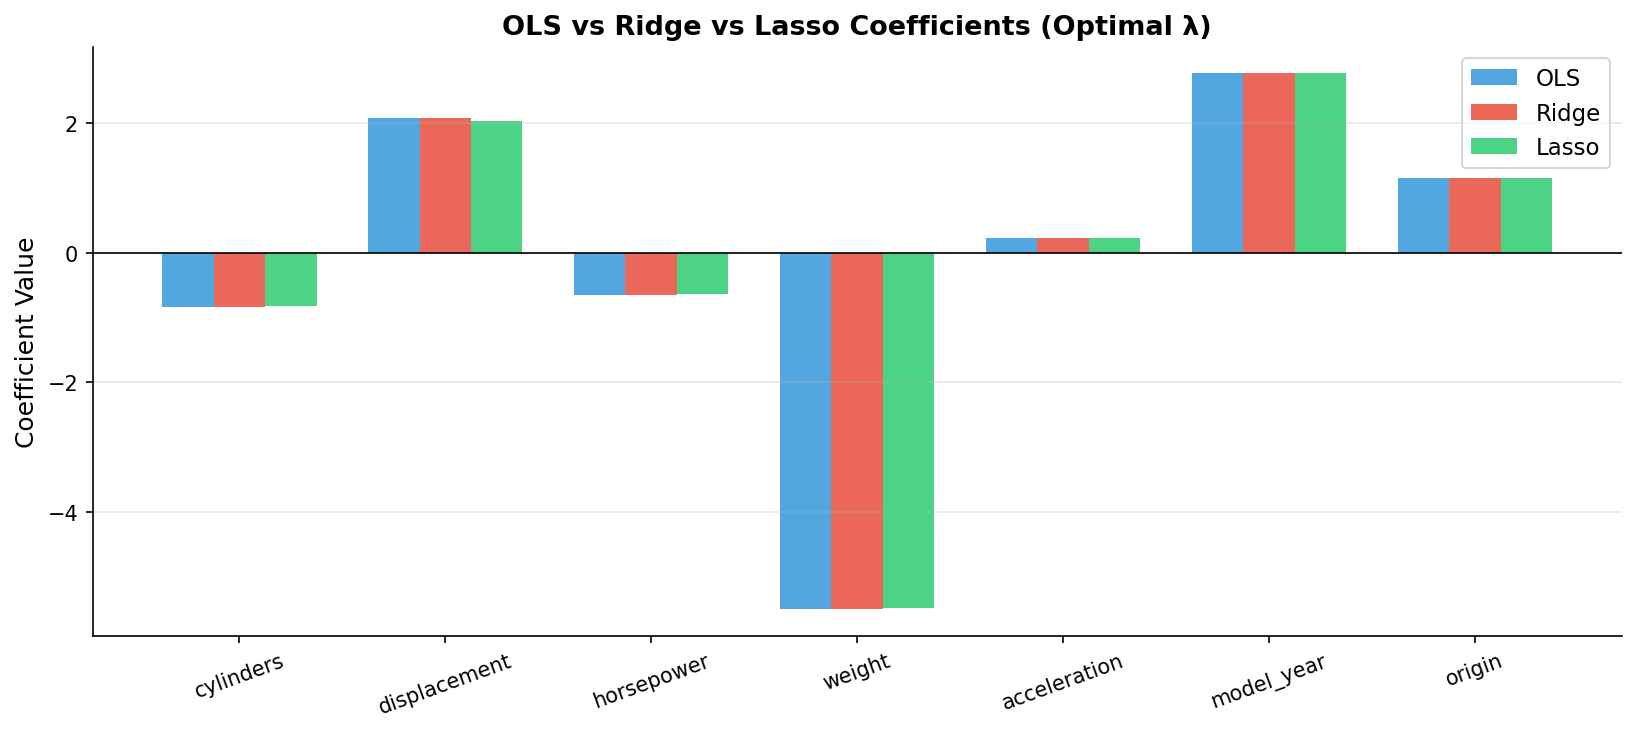 OLS vs Ridge vs Lasso Coefficients (Optimal λ)
OLS
Ridge
Lasso
Coefficient Value
2
0
−2
−4
cylinders
displacement
horsepower
weight
acceleration
model_year
origin